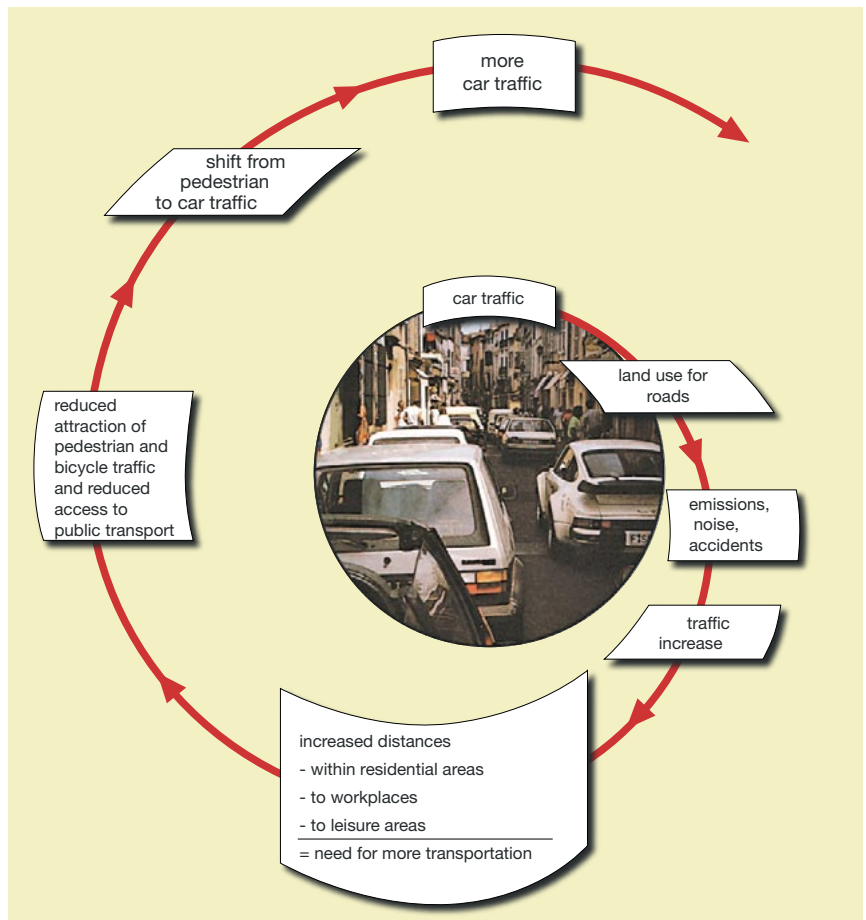 more
car traffic
shift from
pedestrian
to car traffic
car traffic
land use for
roads
reduced
attraction of
pedestrian and
bicycle traffic
and reduced
access to
public transport
emissions,
noise,
accidents
traffic
increase
increased distances
- within residential areas
- to workplaces
- to leisure areas
= need for more transportation